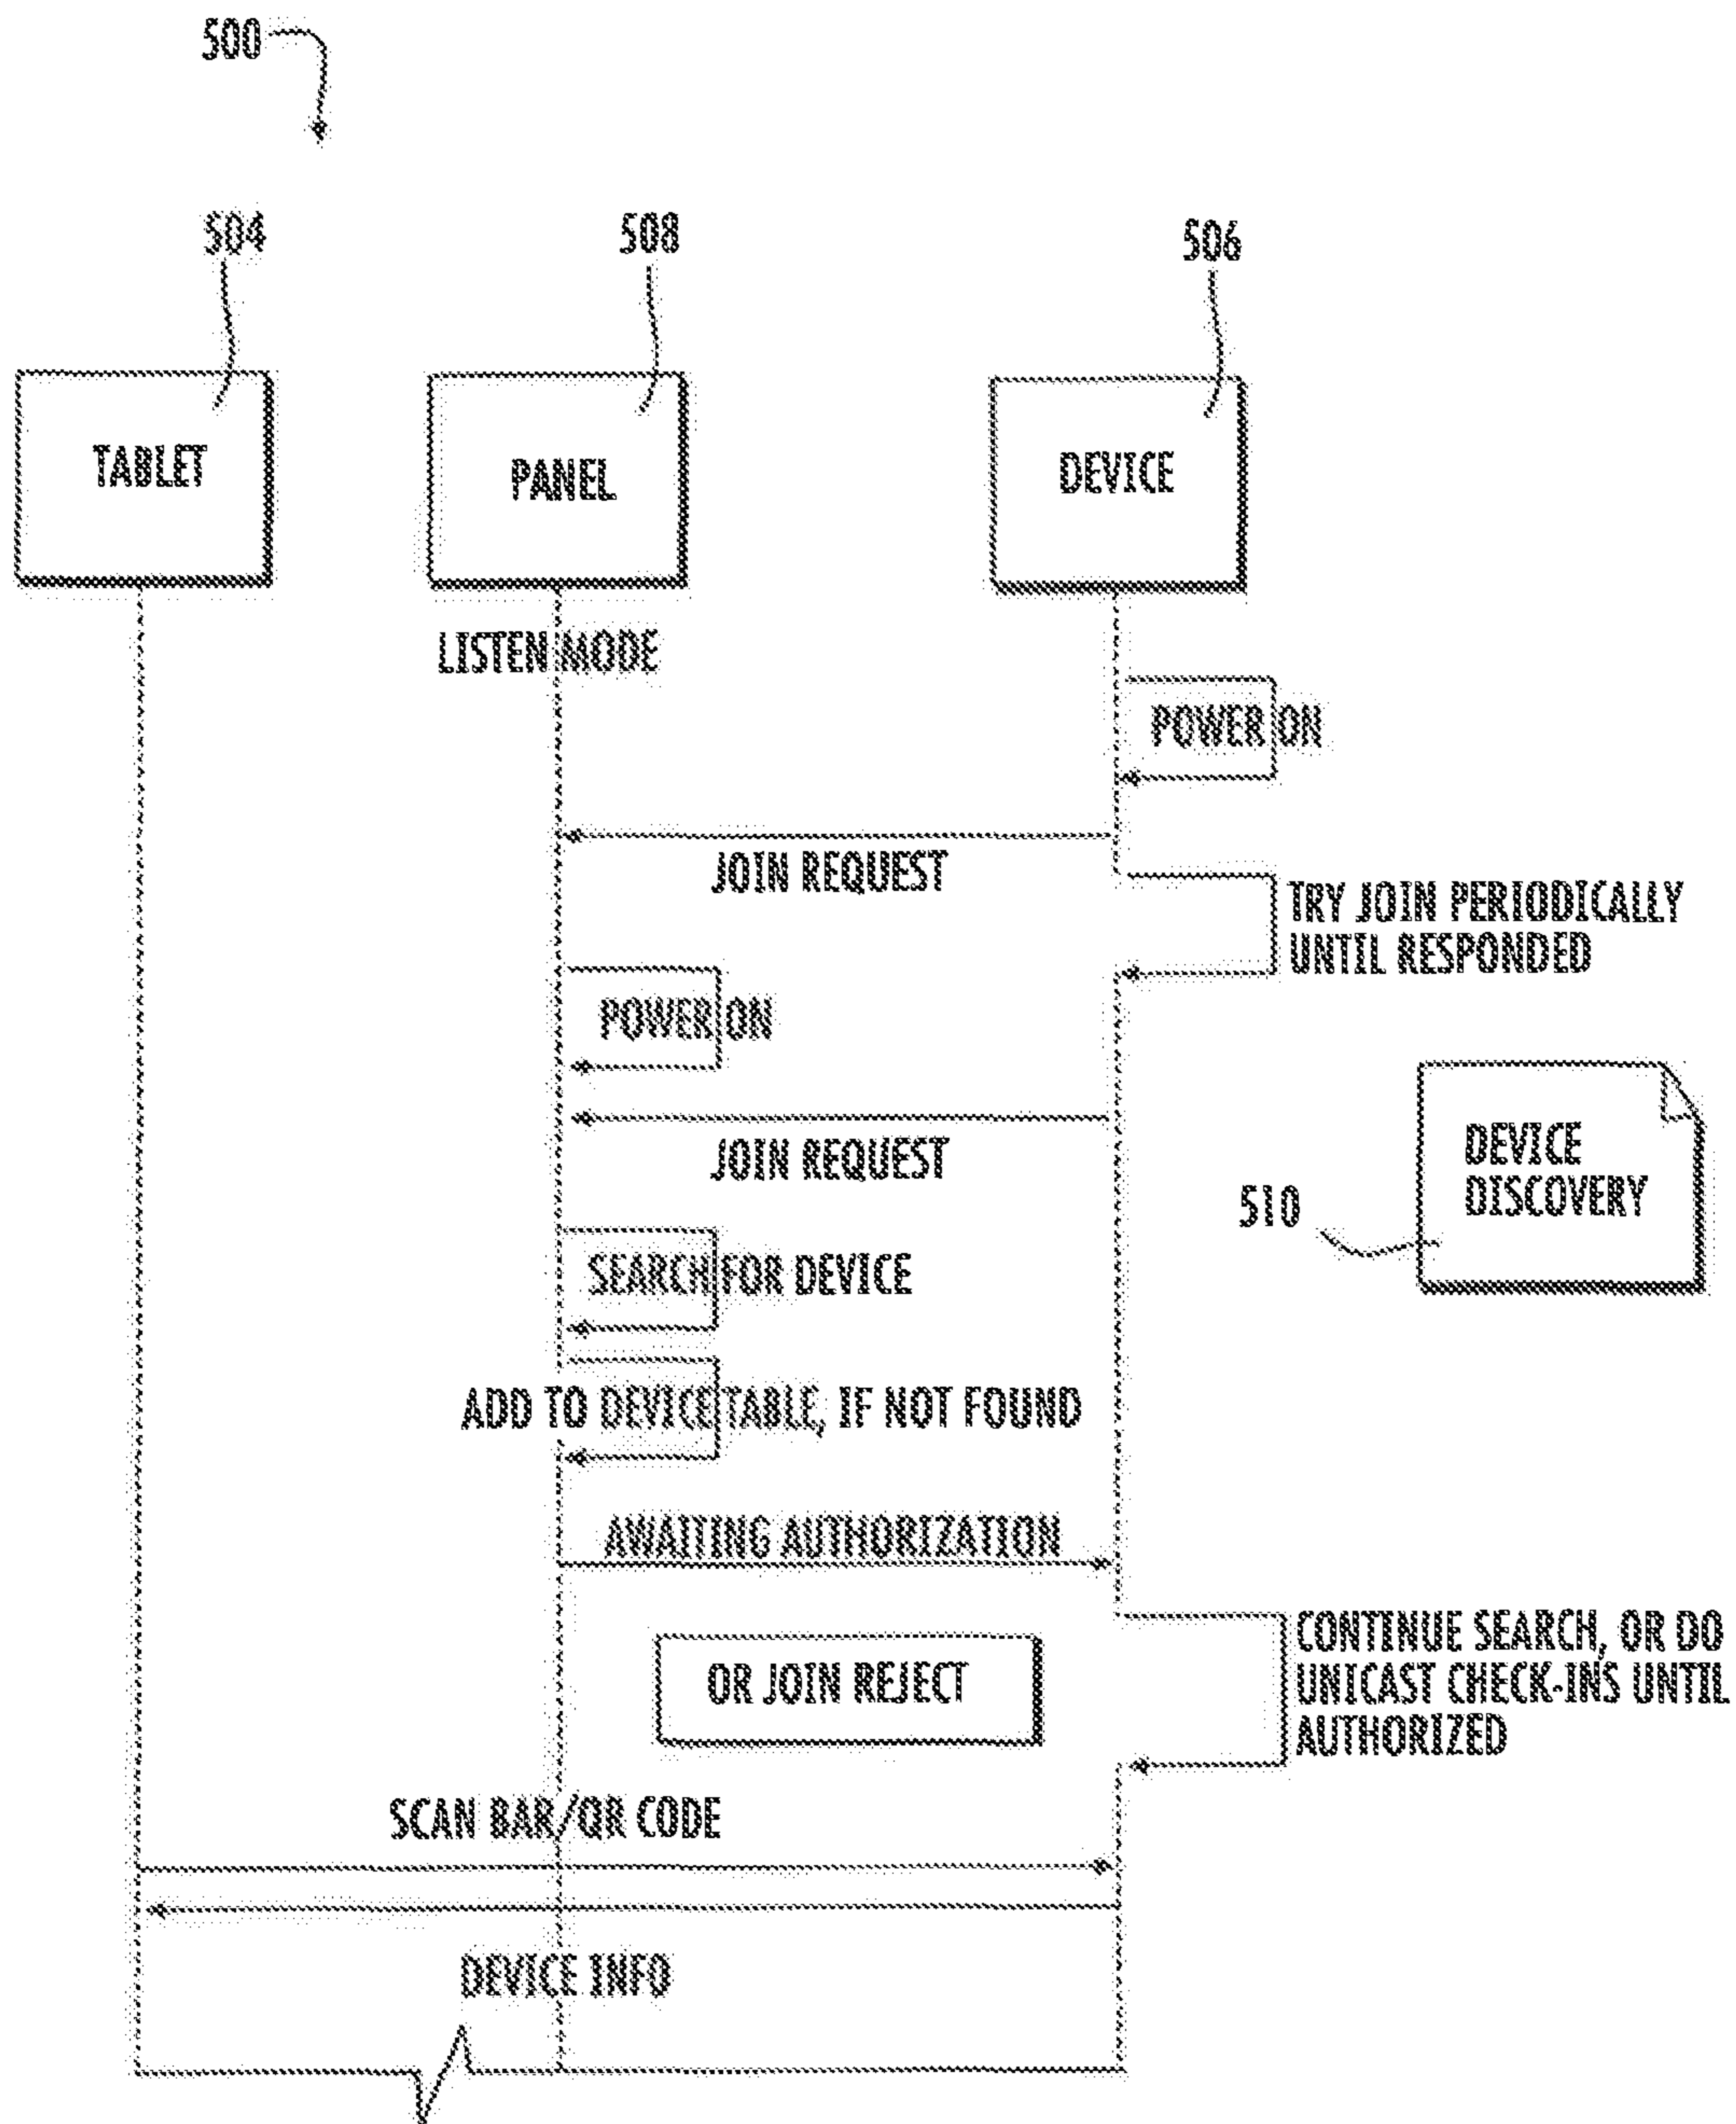 500
504
508
506
TABLET
PANEL
DEVICE
LISTEN MODE
POWER ON
JOIN REQUEST
TRY JOIN PERIODICALLY
UNTIL RESPONDED
POWER ON
JOIN REQUEST
DEVICE
DISCOVERY
510
SEARCH FOR DEVICE
ADD TO DEVICE TABLE, IF NOT FOUND
AWAITING AUTHORIZATION
OR JOIN REJECT
CONTINUE SEARCH, OR DO
UNICAST CHECK-INS UNTIL
AUTHORIZED
SCAN BAR/QR CODE
DEVICE INFO